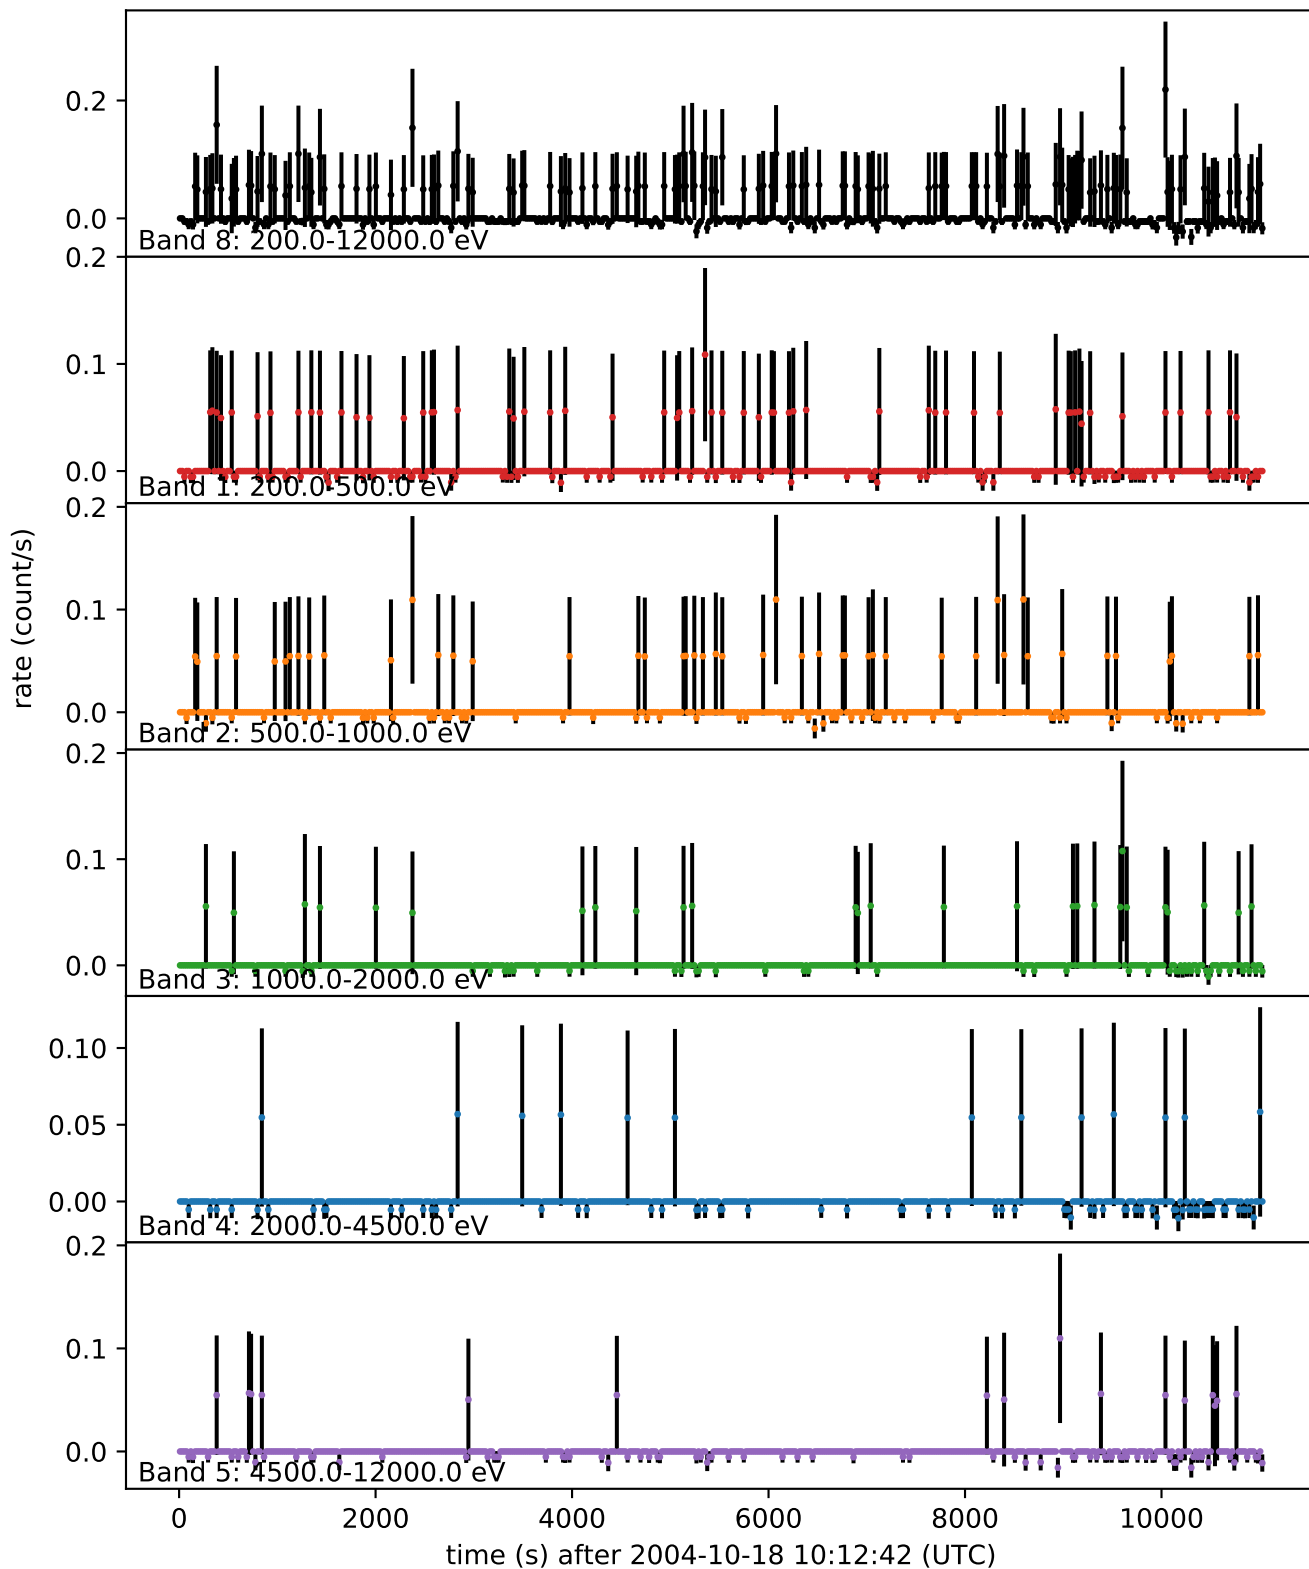 0.2
0.0
Band 8: 200.0-12000.0 eV
0.2
0.1
0.0
Band 1: 200.0-500.0 eV
0.2
0.1
0.0
Band 2: 500.0-1000.0 eV
rate (count/s)
0.2
0.1
0.0
Band 3: 1000.0-2000.0 eV
0.10
0.05
0.00
Band 4: 2000.0-4500.0 eV
0.2
0.1
0.0
Band 5: 4500.0-12000.0 eV
0 2000 4000 6000 8000 10000
time (s) after 2004-10-18 10:12:42 (UTC)